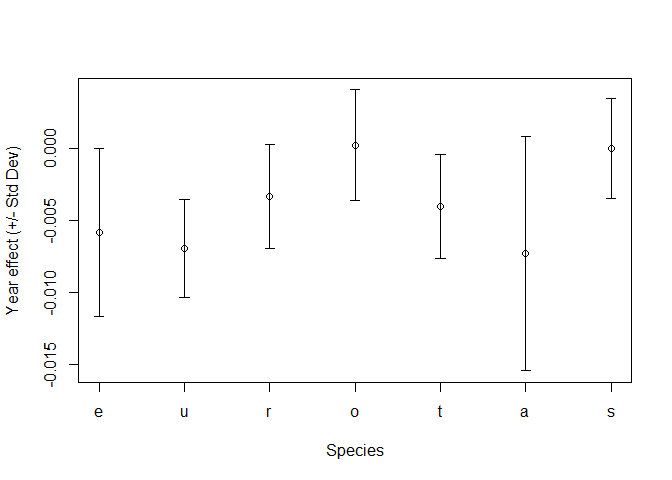 Year effect (+/- Std Dev)
0.000
-0.005
-0.010
-0.015
e u r o t a s
Species